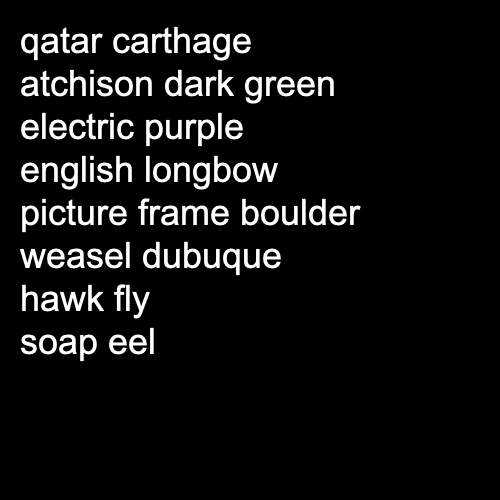 qatar carthage
atchison dark green
electric purple
english longbow
picture frame boulder
weasel dubuque
hawk fly
soap eel